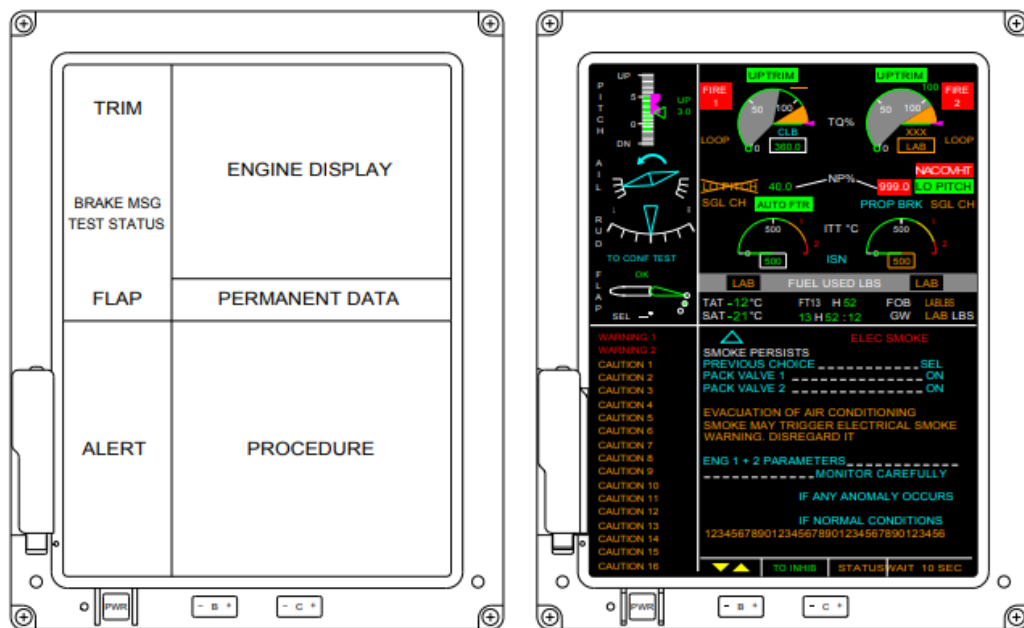 TRIM
ENGINE DISPLAY
BRAKE MSG
TEST STATUS
FLAP
PERMANENT DATA
ALERT
PROCEDURE
PWR
- B +
- C +
PITCH
UP
5
0
DN
UP
3.0
AIL
RUD
TO CONF TEST
FLAP
OK
SEL
UPTRIM
UPTRIM
FIRE
1
50
100
0
CLB
360.0
TQ%
100
50
100
0
XXX
LAB
FIRE
2
LOOP
LOOP
LO PITCH
40.0
NP%
999.0
LO PITCH
SGL CH
AUTO FTR
PROP BRK
SGL CH
500
500
ITT °C
ISN
500
2
500
LAB
FUEL USED LBS
LAB
TAT -12°C
FT13 H 52
FOB
LABLBS
SAT -21°C
13 H 52 : 12
GW
LAB LBS
WARNING 1
WARNING 2
CAUTION 1
CAUTION 2
CAUTION 3
CAUTION 4
CAUTION 5
CAUTION 6
CAUTION 7
CAUTION 8
CAUTION 9
CAUTION 10
CAUTION 11
CAUTION 12
CAUTION 13
CAUTION 14
CAUTION 15
CAUTION 16
ELEC SMOKE
SMOKE PERSISTS
PREVIOUS CHOICE _ _ _ _ _ _ _ _ _ _ _ SEL
PACK VALVE 1 _ _ _ _ _ _ _ _ _ _ _ _ _ ON
PACK VALVE 2 _ _ _ _ _ _ _ _ _ _ _ _ _ ON
EVACUATION OF AIR CONDITIONING
SMOKE MAY TRIGGER ELECTRICAL SMOKE
WARNING. DISREGARD IT
ENG 1 + 2 PARAMETERS _ _ _ _ _ _ _ _ _ _
_ _ _ _ _ _ _ _ _ _ MONITOR CAREFULLY
IF ANY ANOMALY OCCURS
IF NORMAL CONDITIONS
123456789012345678901234567890123456
TO INHIB
STATUS
WAIT 10 SEC
PWR
- B +
- C +